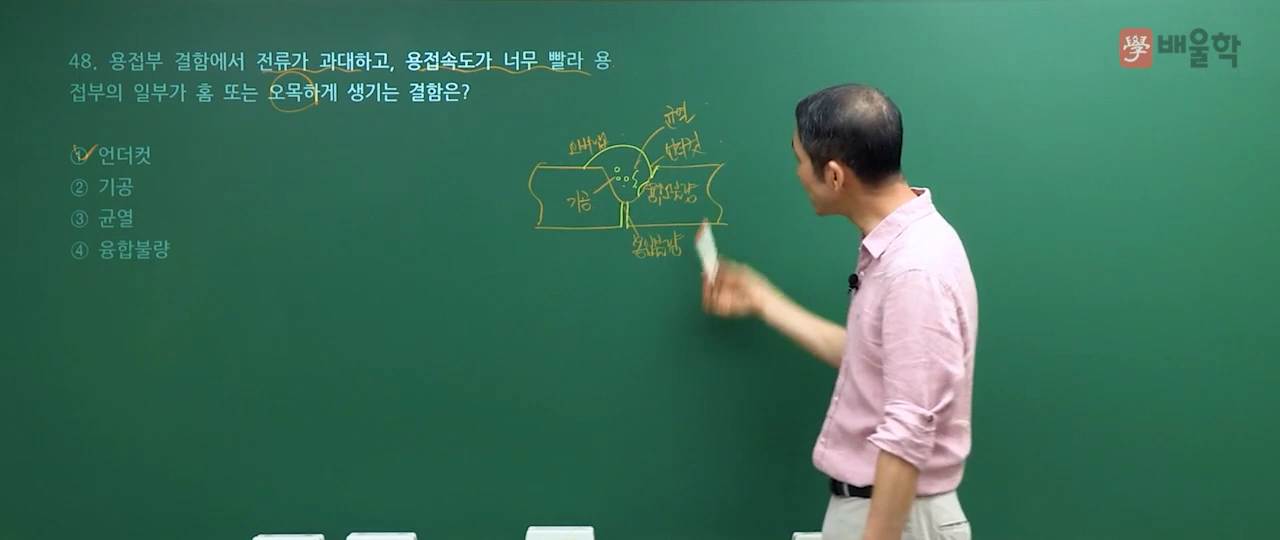 學 배울학
48. 용접부 결함에서 전류가 과대하고, 용접속도가 너무 빨라 용
접부의 일부가 홈 또는 오목하게 생기는 결함은?
① 언더컷
② 기공
③ 균열
④ 융합불량
균열
오버랩
언더컷
기공
융합불량
용입불량